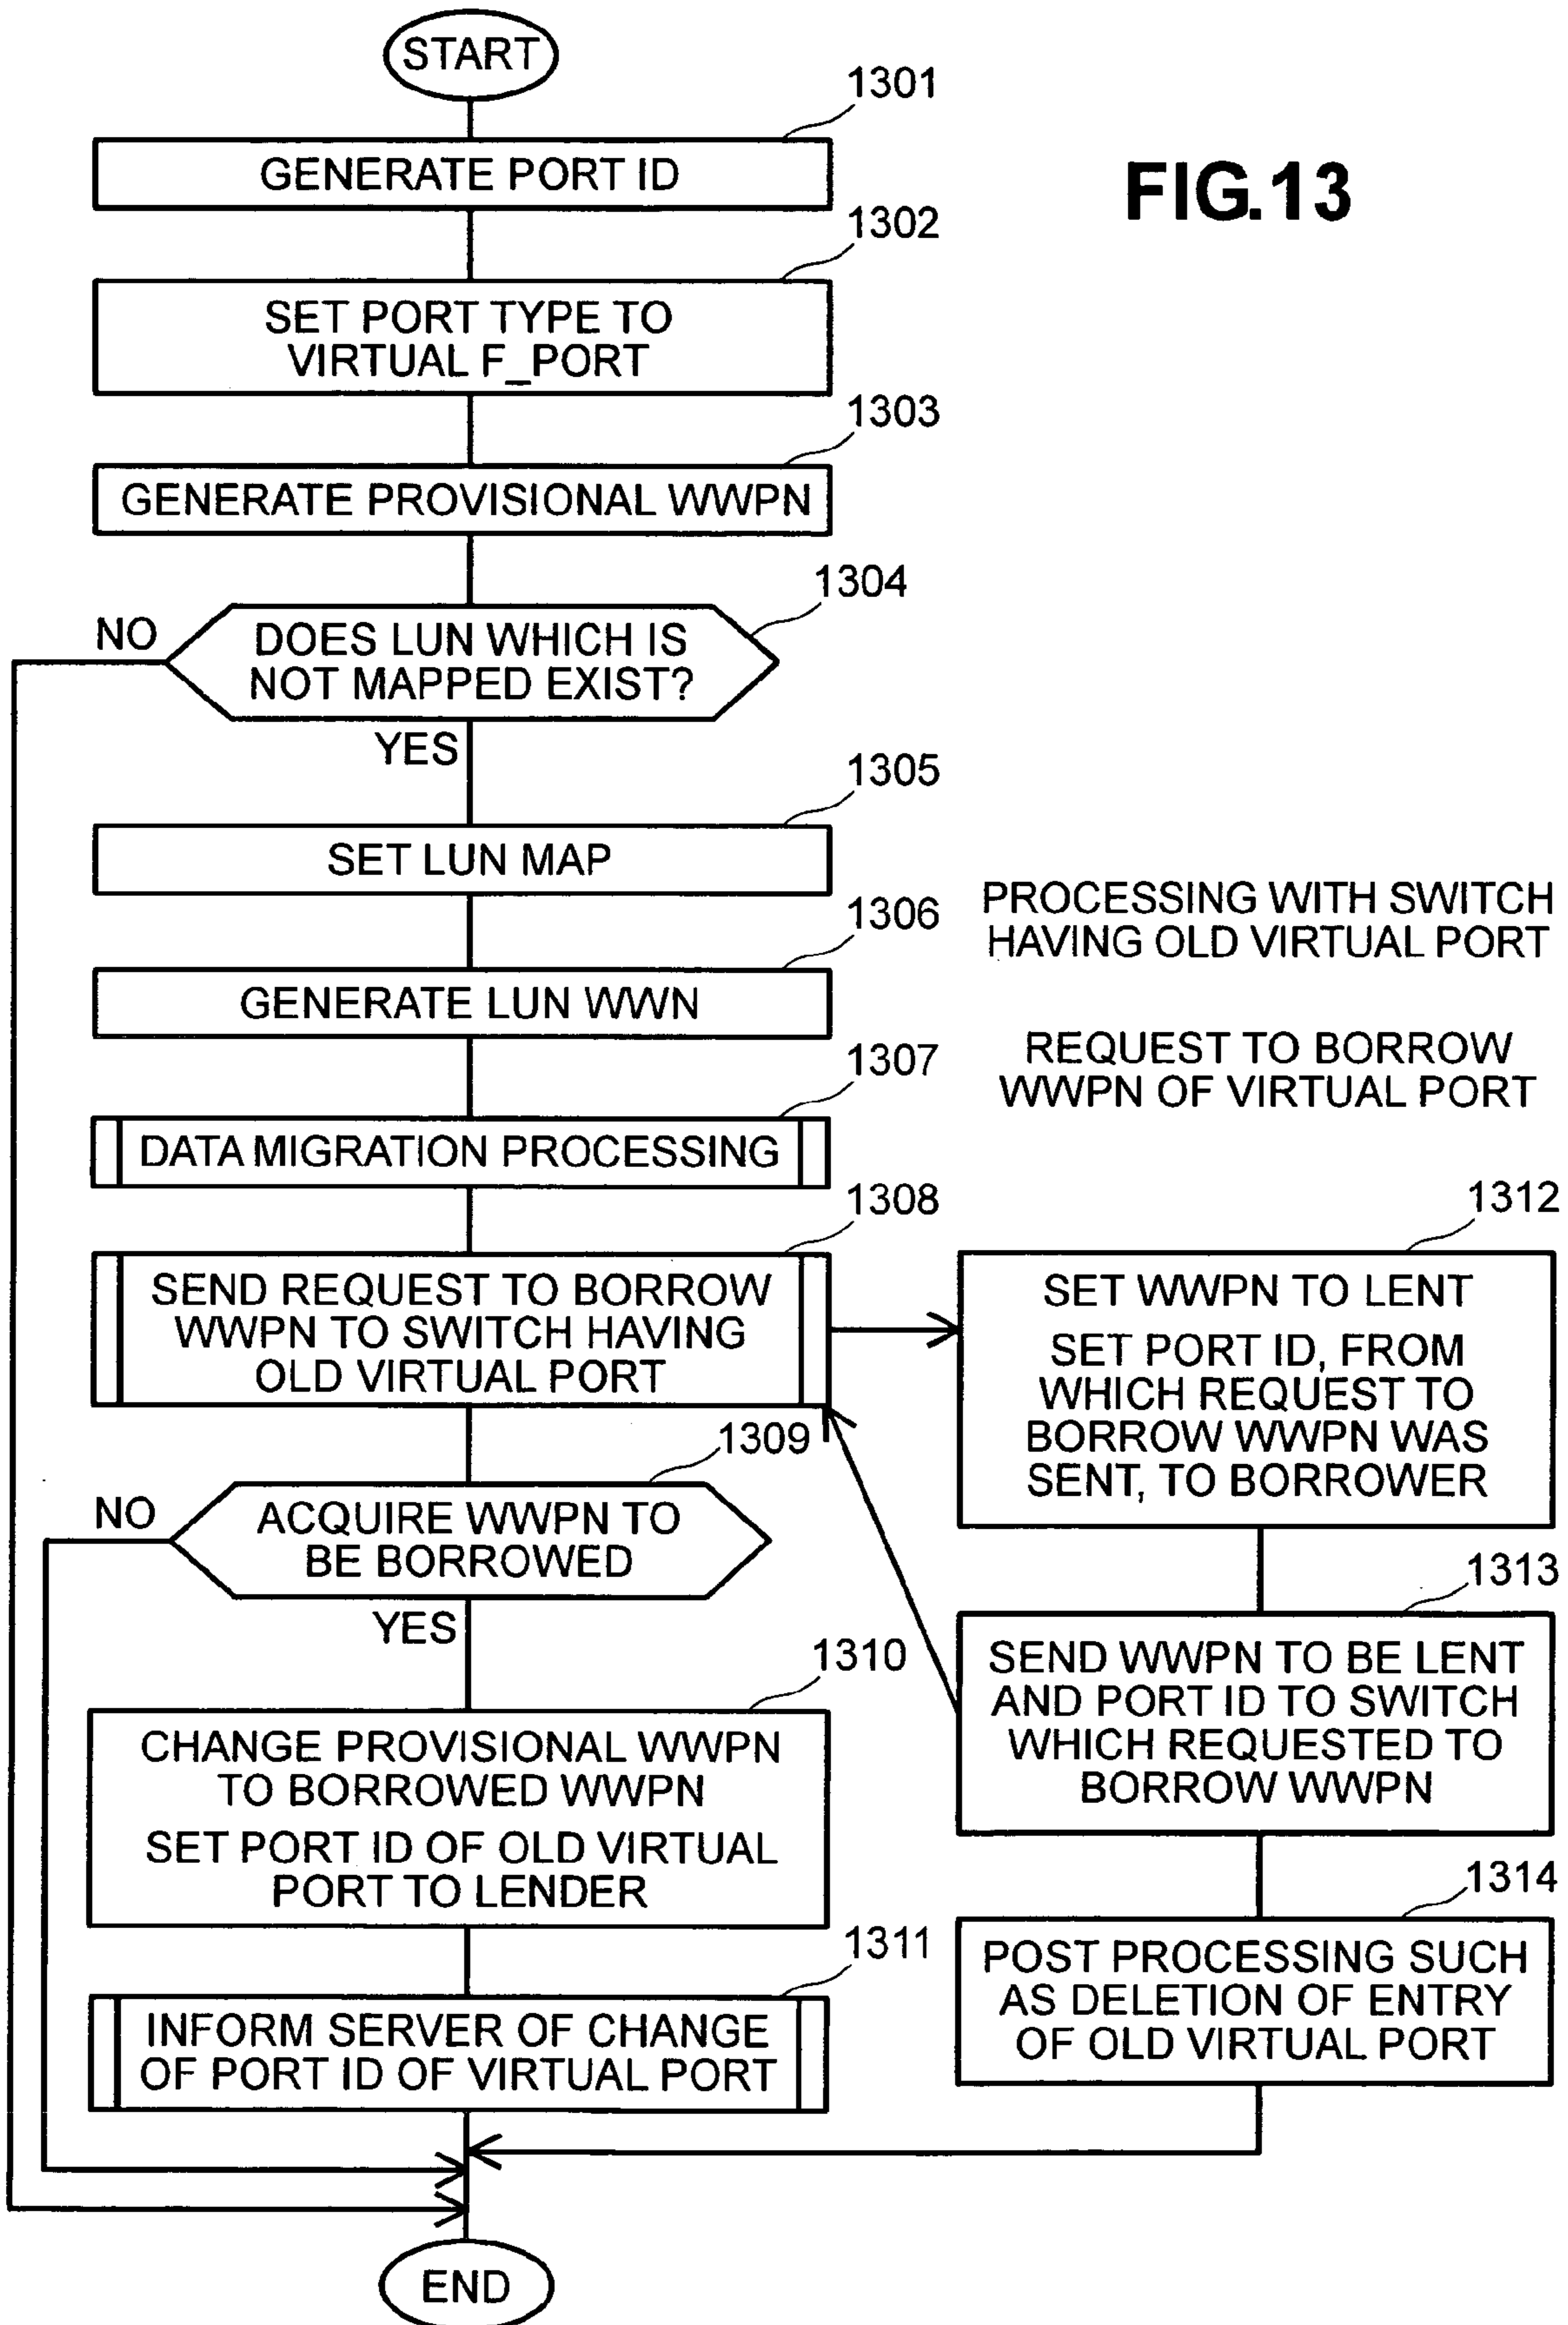 START
1301
GENERATE PORT ID
FIG.13
1302
SET PORT TYPE TO
VIRTUAL F_PORT
1303
GENERATE PROVISIONAL WWPN
1304
NO
DOES LUN WHICH IS
NOT MAPPED EXIST?
YES
1305
SET LUN MAP
1306
GENERATE LUN WWN
PROCESSING WITH SWITCH
HAVING OLD VIRTUAL PORT
REQUEST TO BORROW
WWPN OF VIRTUAL PORT
1307
DATA MIGRATION PROCESSING
1308
SEND REQUEST TO BORROW
WWPN TO SWITCH HAVING
OLD VIRTUAL PORT
1312
SET WWPN TO LENT
SET PORT ID, FROM
WHICH REQUEST TO
BORROW WWPN WAS
SENT, TO BORROWER
1309
NO
ACQUIRE WWPN TO
BE BORROWED
YES
1313
SEND WWPN TO BE LENT
AND PORT ID TO SWITCH
WHICH REQUESTED TO
BORROW WWPN
1310
CHANGE PROVISIONAL WWPN
TO BORROWED WWPN
SET PORT ID OF OLD VIRTUAL
PORT TO LENDER
1314
POST PROCESSING SUCH
AS DELETION OF ENTRY
OF OLD VIRTUAL PORT
1311
INFORM SERVER OF CHANGE
OF PORT ID OF VIRTUAL PORT
END